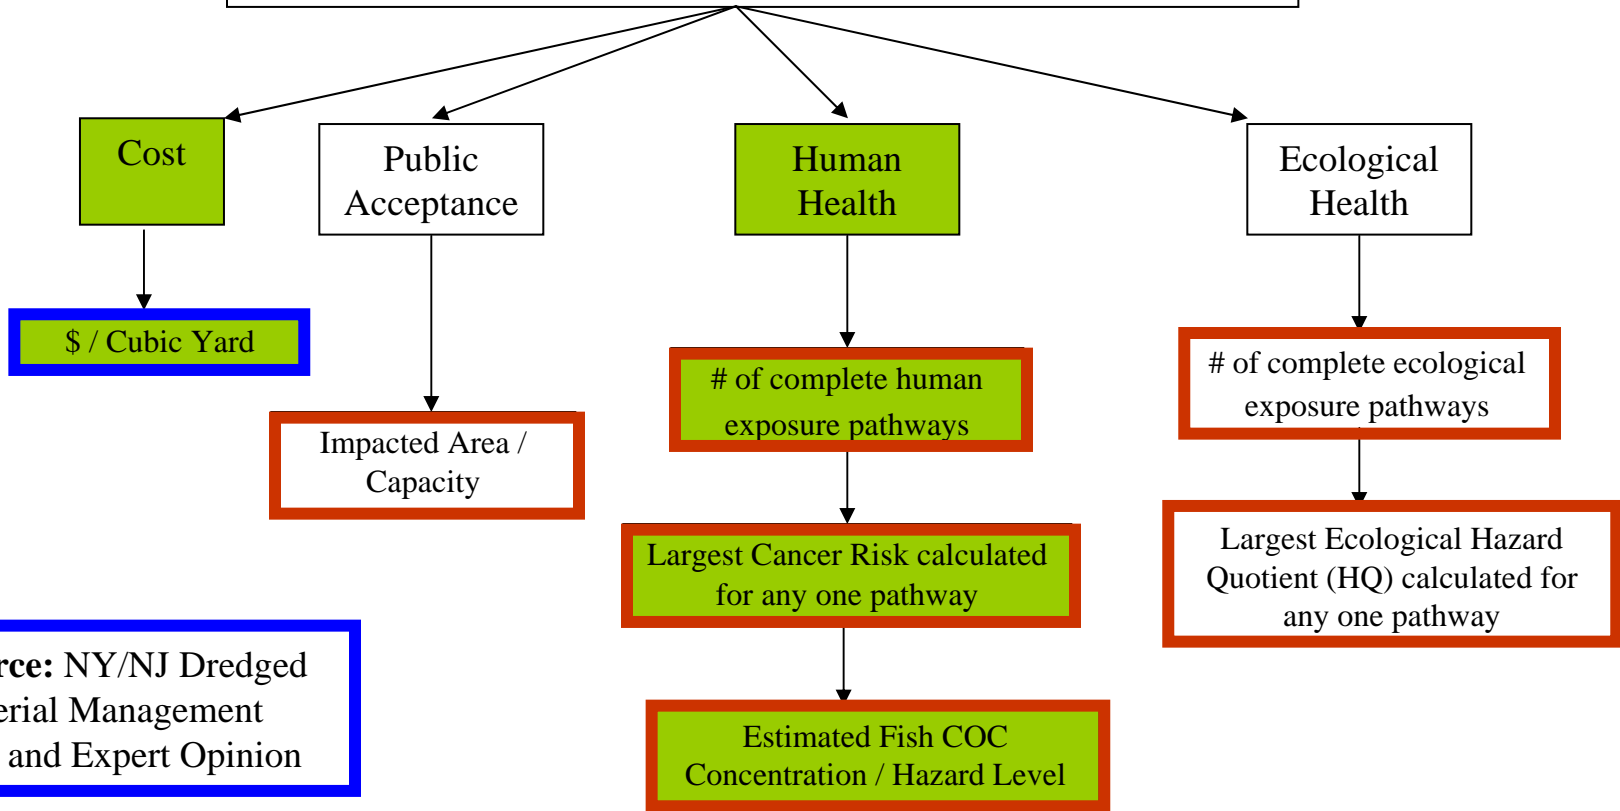 Cost
Public
Acceptance
Human
Health
Ecological
Health
$ / Cubic Yard
# of complete human
exposure pathways
# of complete ecological
exposure pathways
Impacted Area /
Capacity
Largest Cancer Risk calculated
for any one pathway
Largest Ecological Hazard
Quotient (HQ) calculated for
any one pathway
rce: NY/NJ Dredged
erial Management
and Expert Opinion
Estimated Fish COC
Concentration / Hazard Level